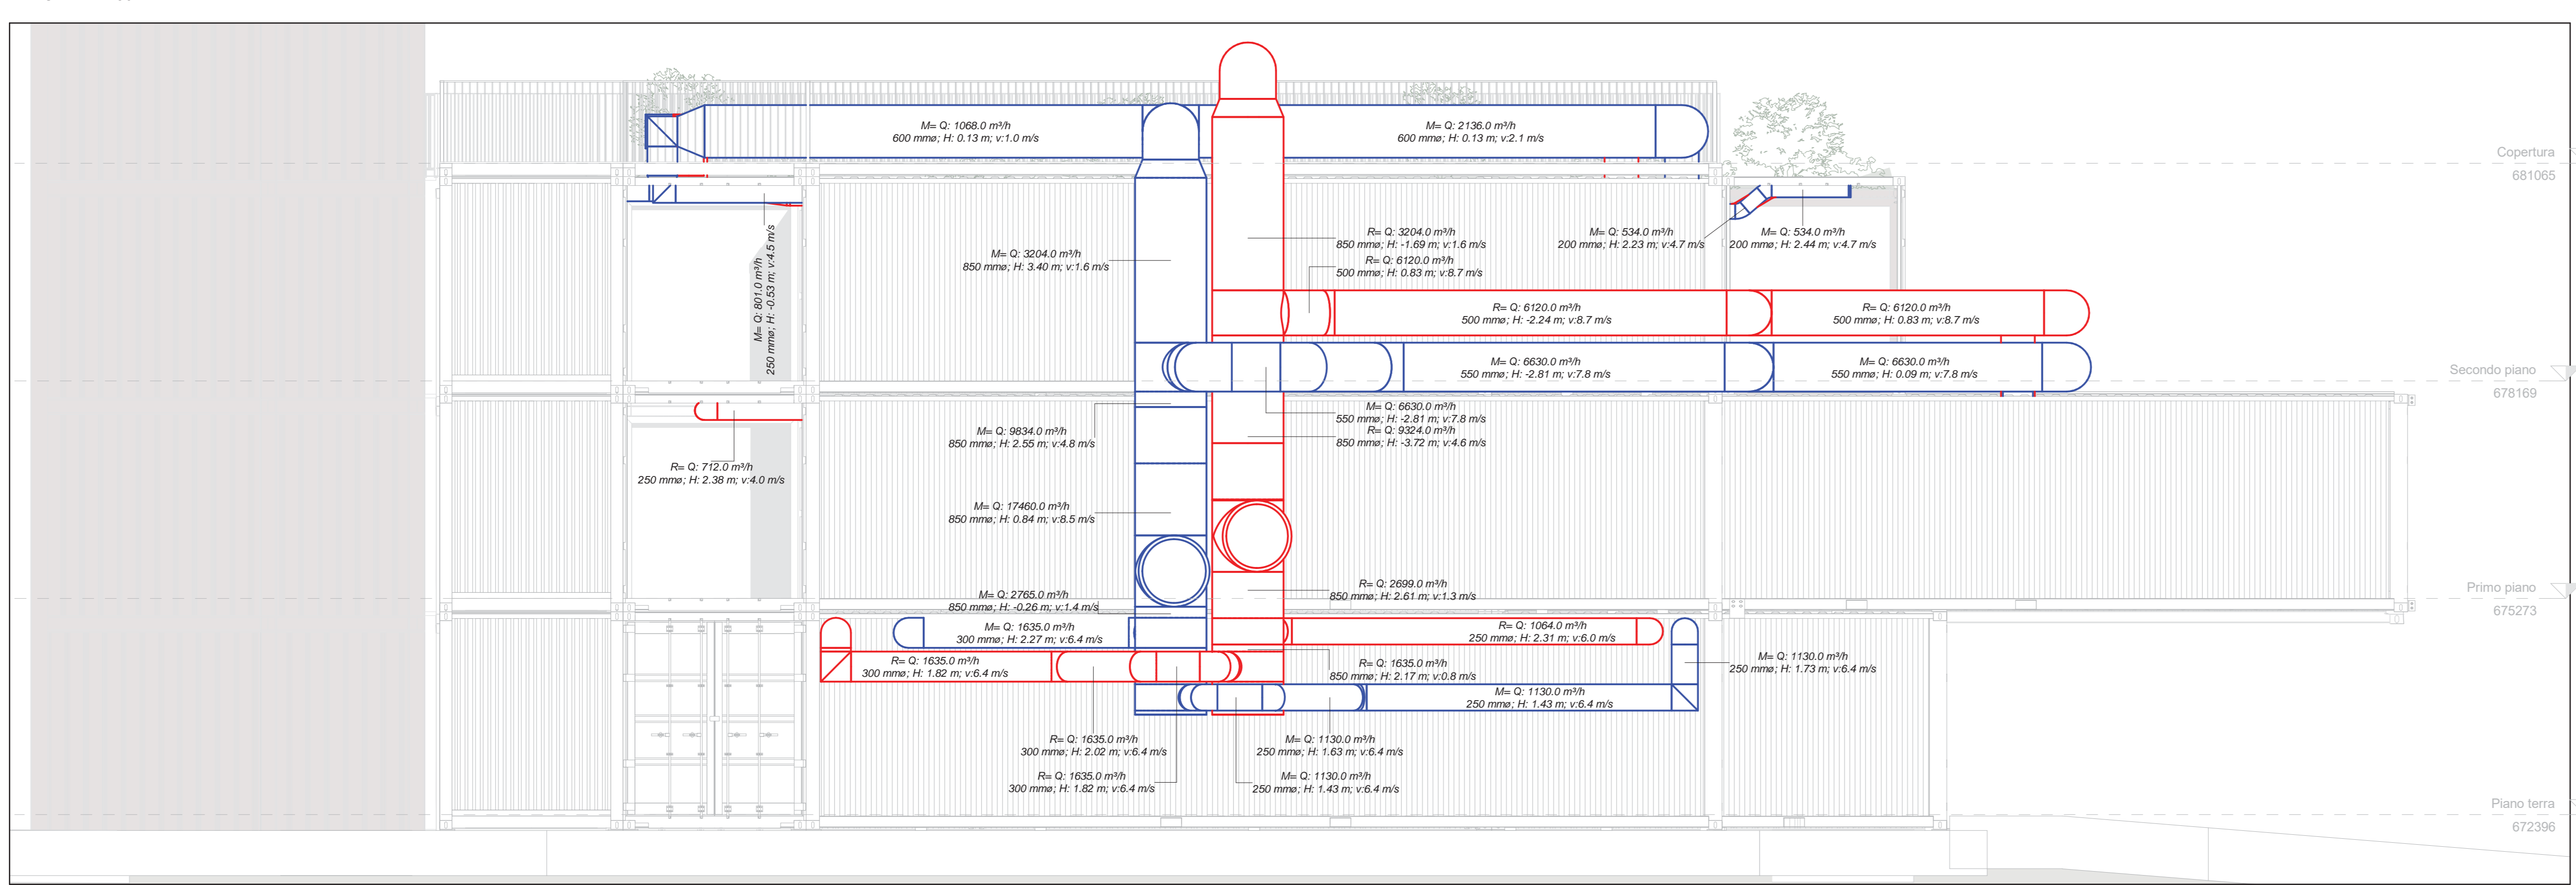 M= Q: 1068.0 m³/h
600 mmø; H: 0.13 m; v:1.0 m/s
M= Q: 2136.0 m³/h
600 mmø; H: 0.13 m; v:2.1 m/s
Copertura
681065
M= Q: 801.0 m³/h
250 mmø; H: -0.53 m; v:4.5 m/s
M= Q: 3204.0 m³/h
850 mmø; H: 3.40 m; v:1.6 m/s
R= Q: 3204.0 m³/h
850 mmø; H: -1.69 m; v:1.6 m/s
R= Q: 6120.0 m³/h
500 mmø; H: 0.83 m; v:8.7 m/s
M= Q: 534.0 m³/h
200 mmø; H: 2.23 m; v:4.7 m/s
M= Q: 534.0 m³/h
200 mmø; H: 2.44 m; v:4.7 m/s
R= Q: 6120.0 m³/h
500 mmø; H: -2.24 m; v:8.7 m/s
R= Q: 6120.0 m³/h
500 mmø; H: 0.83 m; v:8.7 m/s
M= Q: 6630.0 m³/h
550 mmø; H: -2.81 m; v:7.8 m/s
M= Q: 6630.0 m³/h
550 mmø; H: 0.09 m; v:7.8 m/s
Secondo piano
678169
M= Q: 6630.0 m³/h
550 mmø; H: -2.81 m; v:7.8 m/s
R= Q: 9324.0 m³/h
850 mmø; H: -3.72 m; v:4.6 m/s
M= Q: 9834.0 m³/h
850 mmø; H: 2.55 m; v:4.8 m/s
R= Q: 712.0 m³/h
250 mmø; H: 2.38 m; v:4.0 m/s
M= Q: 17460.0 m³/h
850 mmø; H: 0.84 m; v:8.5 m/s
R= Q: 2699.0 m³/h
850 mmø; H: 2.61 m; v:1.3 m/s
M= Q: 2765.0 m³/h
850 mmø; H: -0.26 m; v:1.4 m/s
Primo piano
675273
M= Q: 1635.0 m³/h
300 mmø; H: 2.27 m; v:6.4 m/s
R= Q: 1064.0 m³/h
250 mmø; H: 2.31 m; v:6.0 m/s
R= Q: 1635.0 m³/h
300 mmø; H: 1.82 m; v:6.4 m/s
R= Q: 1635.0 m³/h
850 mmø; H: 2.17 m; v:0.8 m/s
M= Q: 1130.0 m³/h
250 mmø; H: 1.73 m; v:6.4 m/s
M= Q: 1130.0 m³/h
250 mmø; H: 1.43 m; v:6.4 m/s
R= Q: 1635.0 m³/h
300 mmø; H: 2.02 m; v:6.4 m/s
M= Q: 1130.0 m³/h
250 mmø; H: 1.63 m; v:6.4 m/s
R= Q: 1635.0 m³/h
300 mmø; H: 1.82 m; v:6.4 m/s
M= Q: 1130.0 m³/h
250 mmø; H: 1.43 m; v:6.4 m/s
Piano terra
672396